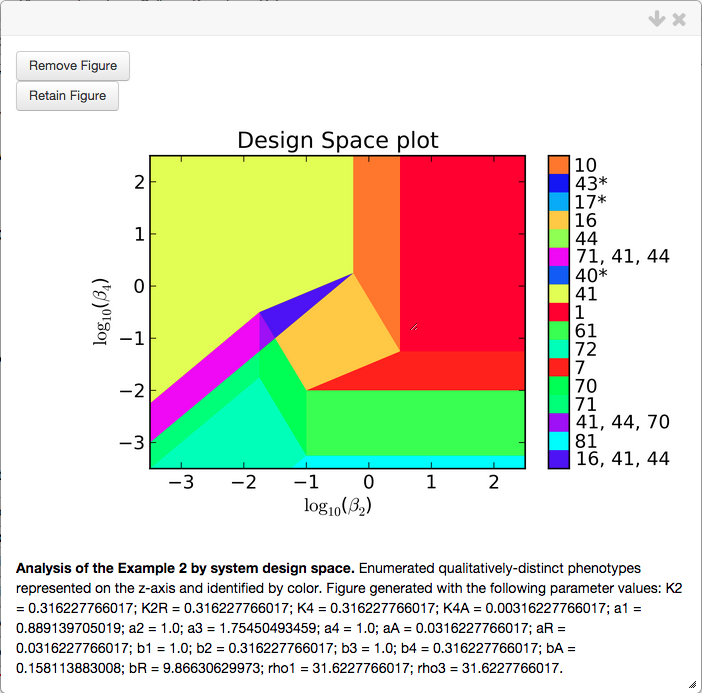 Remove Figure
Retain Figure
Design Space plot
2
1
0
−1
−2
−3
log10(β4)
−3
−2
−1
0
1
2
log10(β2)
10
43*
17*
16
44
71, 41, 44
40*
41
1
61
72
7
70
71
41, 44, 70
81
16, 41, 44
Analysis of the Example 2 by system design space. Enumerated qualitatively-distinct phenotypes
represented on the z-axis and identified by color. Figure generated with the following parameter values: K2
= 0.316227766017; K2R = 0.316227766017; K4 = 0.316227766017; K4A = 0.00316227766017; a1 =
0.889139705019; a2 = 1.0; a3 = 1.75450493459; a4 = 1.0; aA = 0.0316227766017; aR =
0.0316227766017; b1 = 1.0; b2 = 0.316227766017; b3 = 1.0; b4 = 0.316227766017; bA =
0.158113883008; bR = 9.86630629973; rho1 = 31.6227766017; rho3 = 31.6227766017.